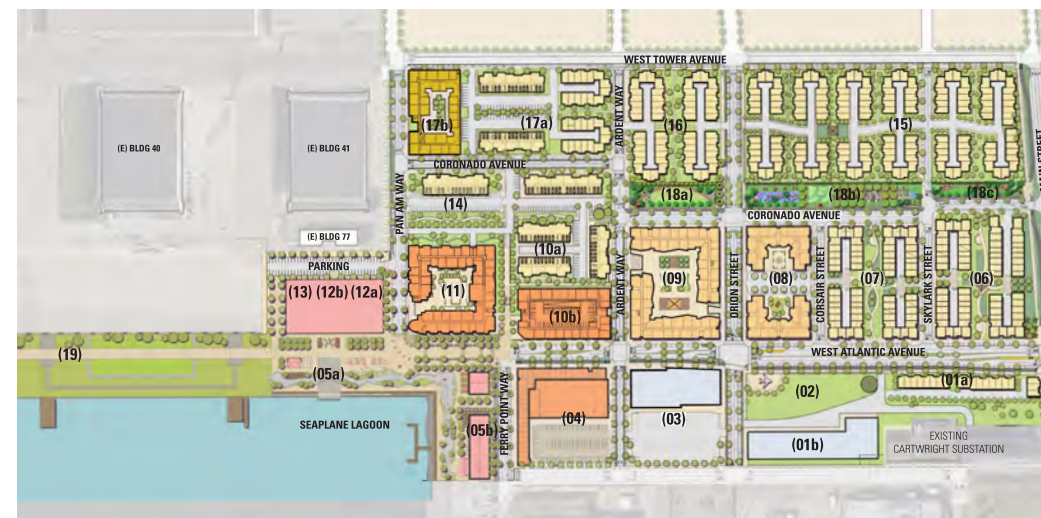 WEST TOWER AVENUE
(E) BLDG 40
(E) BLDG 41
(17b)
(17a)
ARDENT WAY
(16)
(15)
MAIN STREET
CORONADO AVENUE
PAN AM WAY
(14)
(18a)
(18b)
(18c)
CORONADO AVENUE
(E) BLDG 77
PARKING
(13) (12b) (12a)
(11)
(10a)
(10b)
ARDENT WAY
(09)
ORION STREET
(08)
CORSAIR STREET
(07)
SKYLARK STREET
(06)
WEST ATLANTIC AVENUE
(19)
(05a)
SEAPLANE LAGOON
(05b)
FERRY POINT WAY
(04)
(03)
(02)
(01a)
(01b)
EXISTING
CARTWRIGHT SUBSTATION